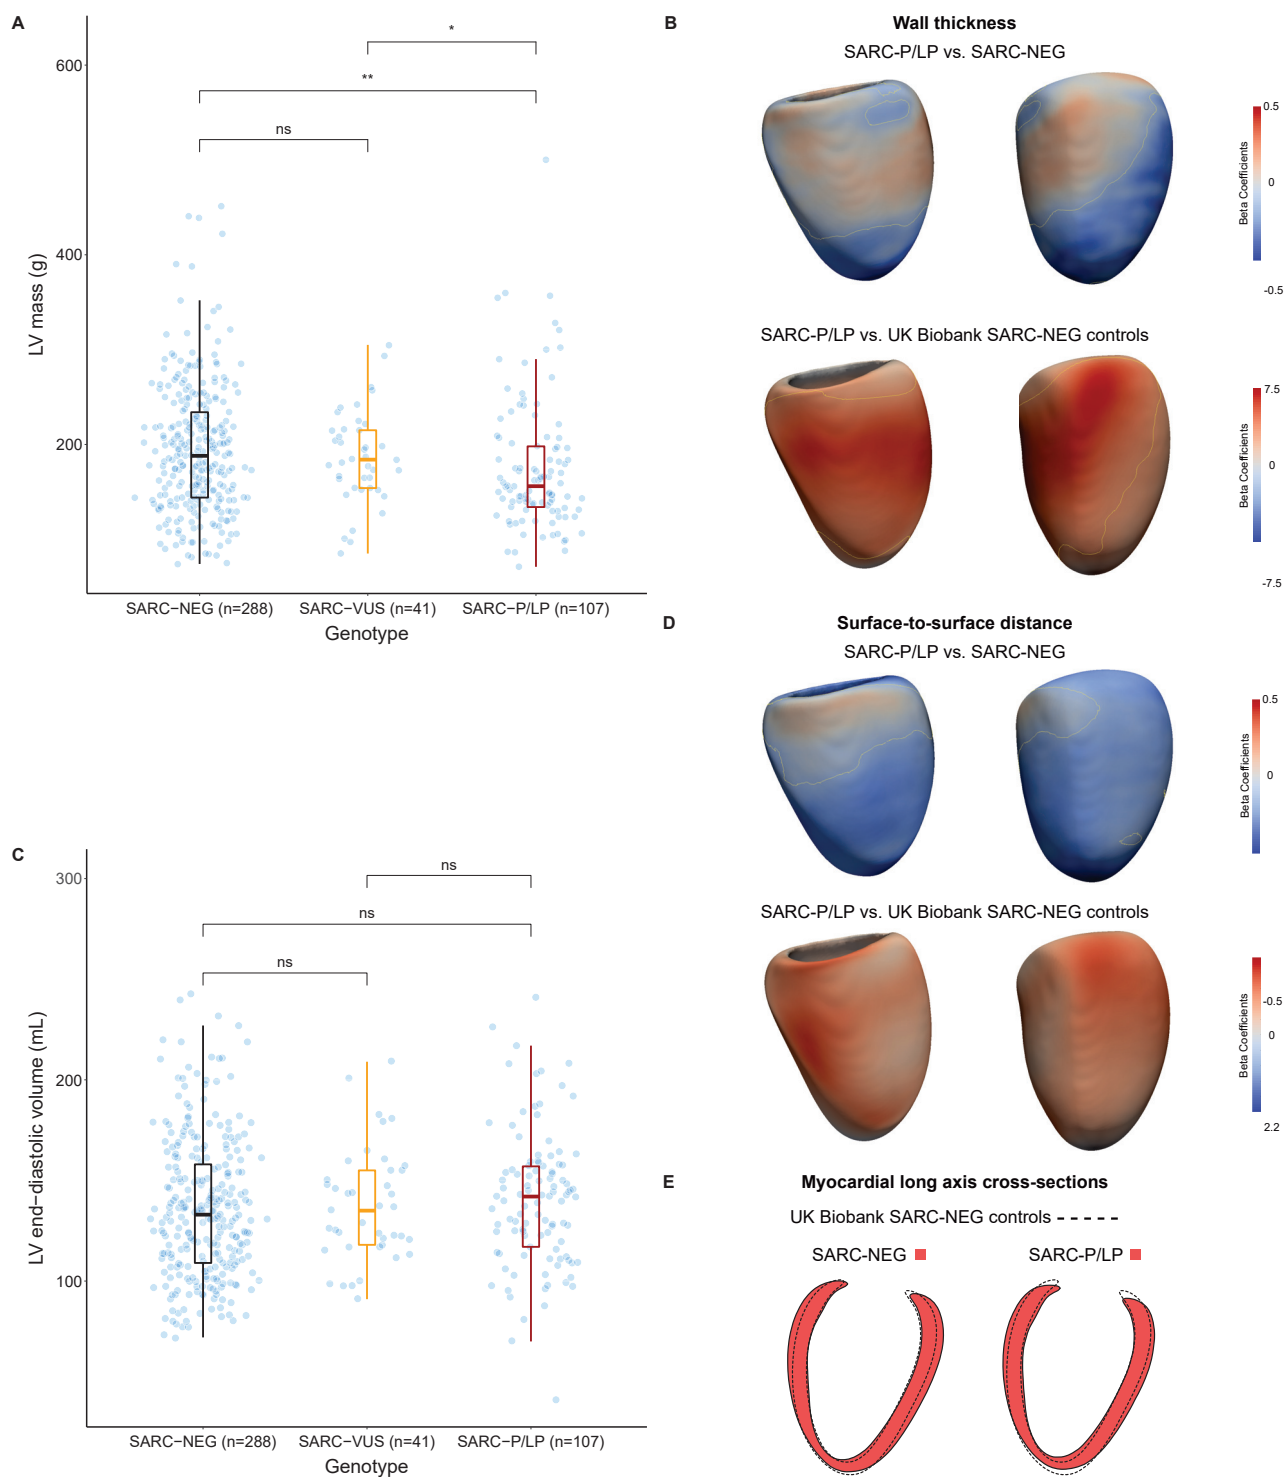 A
*
600
**
ns
400
LV mass (g)
200
SARC−NEG (n=288) SARC−VUS (n=41) SARC−P/LP (n=107)
Genotype
B
Wall thickness
SARC-P/LP vs. SARC-NEG
0.5
0
Beta Coefficients
-0.5
SARC-P/LP vs. UK Biobank SARC-NEG controls
7.5
0
Beta Coefficients
-7.5
C
ns
300
ns
ns
200
LV end−diastolic volume (mL)
100
SARC−NEG (n=288) SARC−VUS (n=41) SARC−P/LP (n=107)
Genotype
D
Surface-to-surface distance
SARC-P/LP vs. SARC-NEG
0.5
0
Beta Coefficients
SARC-P/LP vs. UK Biobank SARC-NEG controls
-0.5
0
Beta Coefficients
2.2
E
Myocardial long axis cross-sections
UK Biobank SARC-NEG controls
SARC-NEG SARC-P/LP